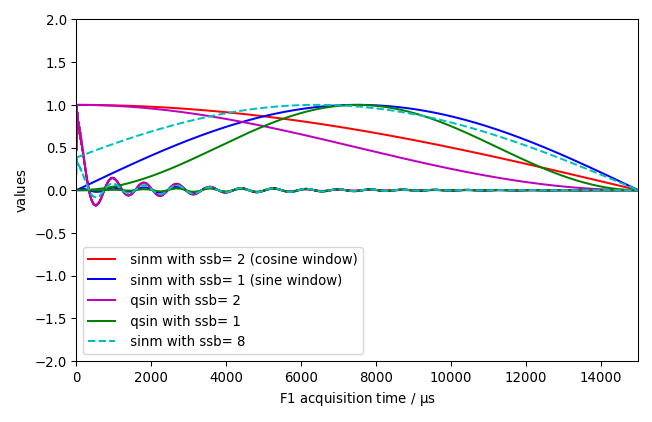 2.0
1.5
1.0
0.5
0.0
−0.5
−1.0
−1.5
−2.0
values
sinm with ssb= 2 (cosine window)
sinm with ssb= 1 (sine window)
qsin with ssb= 2
qsin with ssb= 1
sinm with ssb= 8
0 2000 4000 6000 8000 10000 12000 14000
F1 acquisition time / μs